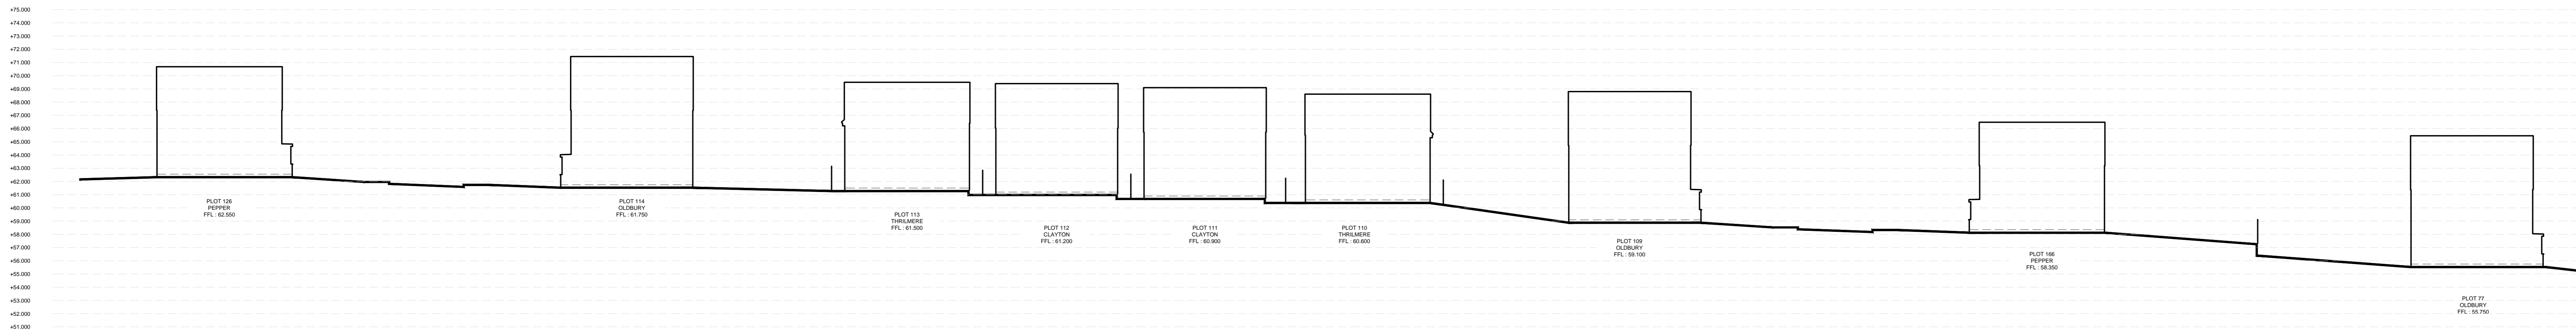 +75.000
+74.000
+73.000
+72.000
+71.000
+70.000
+69.000
+68.000
+67.000
+66.000
+65.000
+64.000
+63.000
+62.000
+61.000
+60.000
+59.000
+58.000
+57.000
+56.000
+55.000
+54.000
+53.000
+52.000
+51.000
PLOT 126
PEPPER
FFL : 62.550
PLOT 114
OLDBURY
FFL : 61.750
PLOT 113
THRILMERE
FFL : 61.500
PLOT 112
CLAYTON
FFL : 61.200
PLOT 111
CLAYTON
FFL : 60.900
PLOT 110
THRILMERE
FFL : 60.600
PLOT 109
OLDBURY
FFL : 59.100
PLOT 166
PEPPER
FFL : 58.350
PLOT 77
OLDBURY
FFL : 55.750